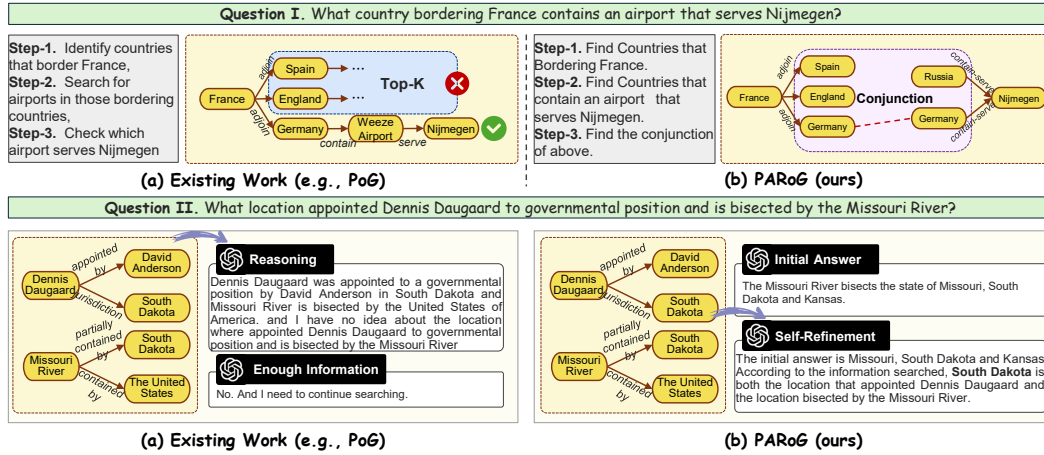 Question I. What country bordering France contains an airport that serves Nijmegen?
Step-1. Identify countries
that border France,
Step-2. Search for
airports in those bordering
countries,
Step-3. Check which
airport serves Nijmegen
France
adjoin
adjoin
Spain
...
England
...
Top-K
Germany
contain
Weeze
Airport
serve
Nijmegen
(a) Existing Work (e.g., PoG)
Step-1. Find Countries that
Bordering France.
Step-2. Find Countries that
contain an airport that
serves Nijmegen.
Step-3. Find the conjunction
of above.
France
adjoin
adjoin
Spain
England
Germany
Conjunction
Russia
Germany
contain-serve
contain-serve
Nijmegen
(b) PARoG (ours)
Question II. What location appointed Dennis Daugaard to governmental position and is bisected by the Missouri River?
Dennis
Daugaard
appointed
by
David
Anderson
jurisdiction
South
Dakota
Missouri
River
partially
contained
by
South
Dakota
contained
by
The United
States
Reasoning
Dennis Daugaard was appointed to a governmental
position by David Anderson in South Dakota and
Missouri River is bisected by the United States of
America. and I have no idea about the location
where appointed Dennis Daugaard to governmental
position and is bisected by the Missouri River
Enough Information
No. And I need to continue searching.
(a) Existing Work (e.g., PoG)
Dennis
Daugaard
appointed
by
David
Anderson
jurisdiction
South
Dakota
Missouri
River
partially
contained
by
South
Dakota
contained
by
The United
States
Initial Answer
The Missouri River bisects the state of Missouri, South
Dakota and Kansas.
Self-Refinement
The initial answer is Missouri, South Dakota and Kansas
According to the information searched, South Dakota is
both the location that appointed Dennis Daugaard and
the location bisected by the Missouri River.
(b) PARoG (ours)